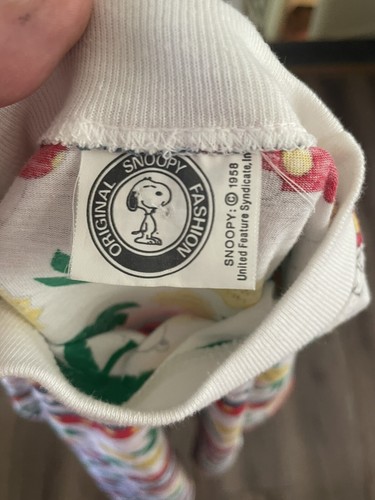 ORIGINAL SNOOPY FASHION
SNOOPY: © 1958
United Feature Syndicate, In